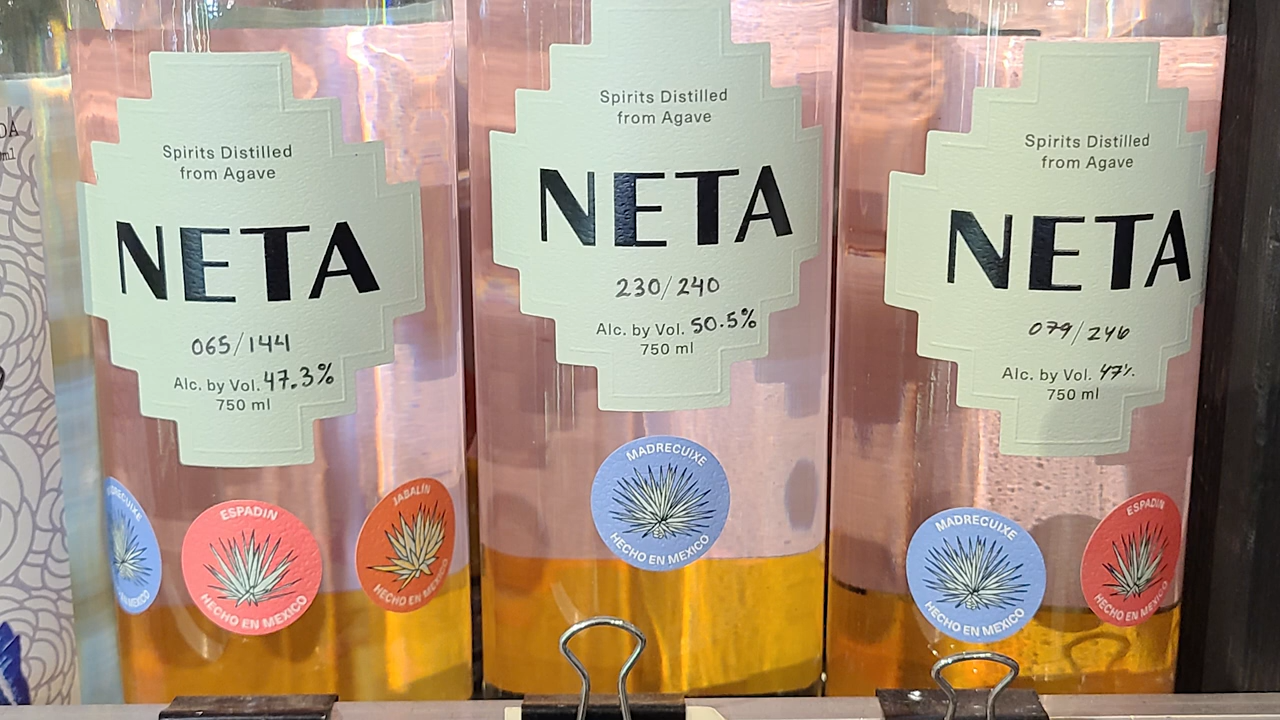 Spirits Distilled
from Agave
NETA
065/144
Alc. by Vol. 47.3%
750 ml
ESPADIN
HECHO EN MEXICO
JABALÍN
HECHO EN MEXICO
Spirits Distilled
from Agave
NETA
230/240
Alc. by Vol. 50.5%
750 ml
MADRECUIXE
HECHO EN MEXICO
Spirits Distilled
from Agave
NETA
079/246
Alc. by Vol. 47%
750 ml
MADRECUIXE
HECHO EN MEXICO
ESPADIN
HECHO EN MEXICO